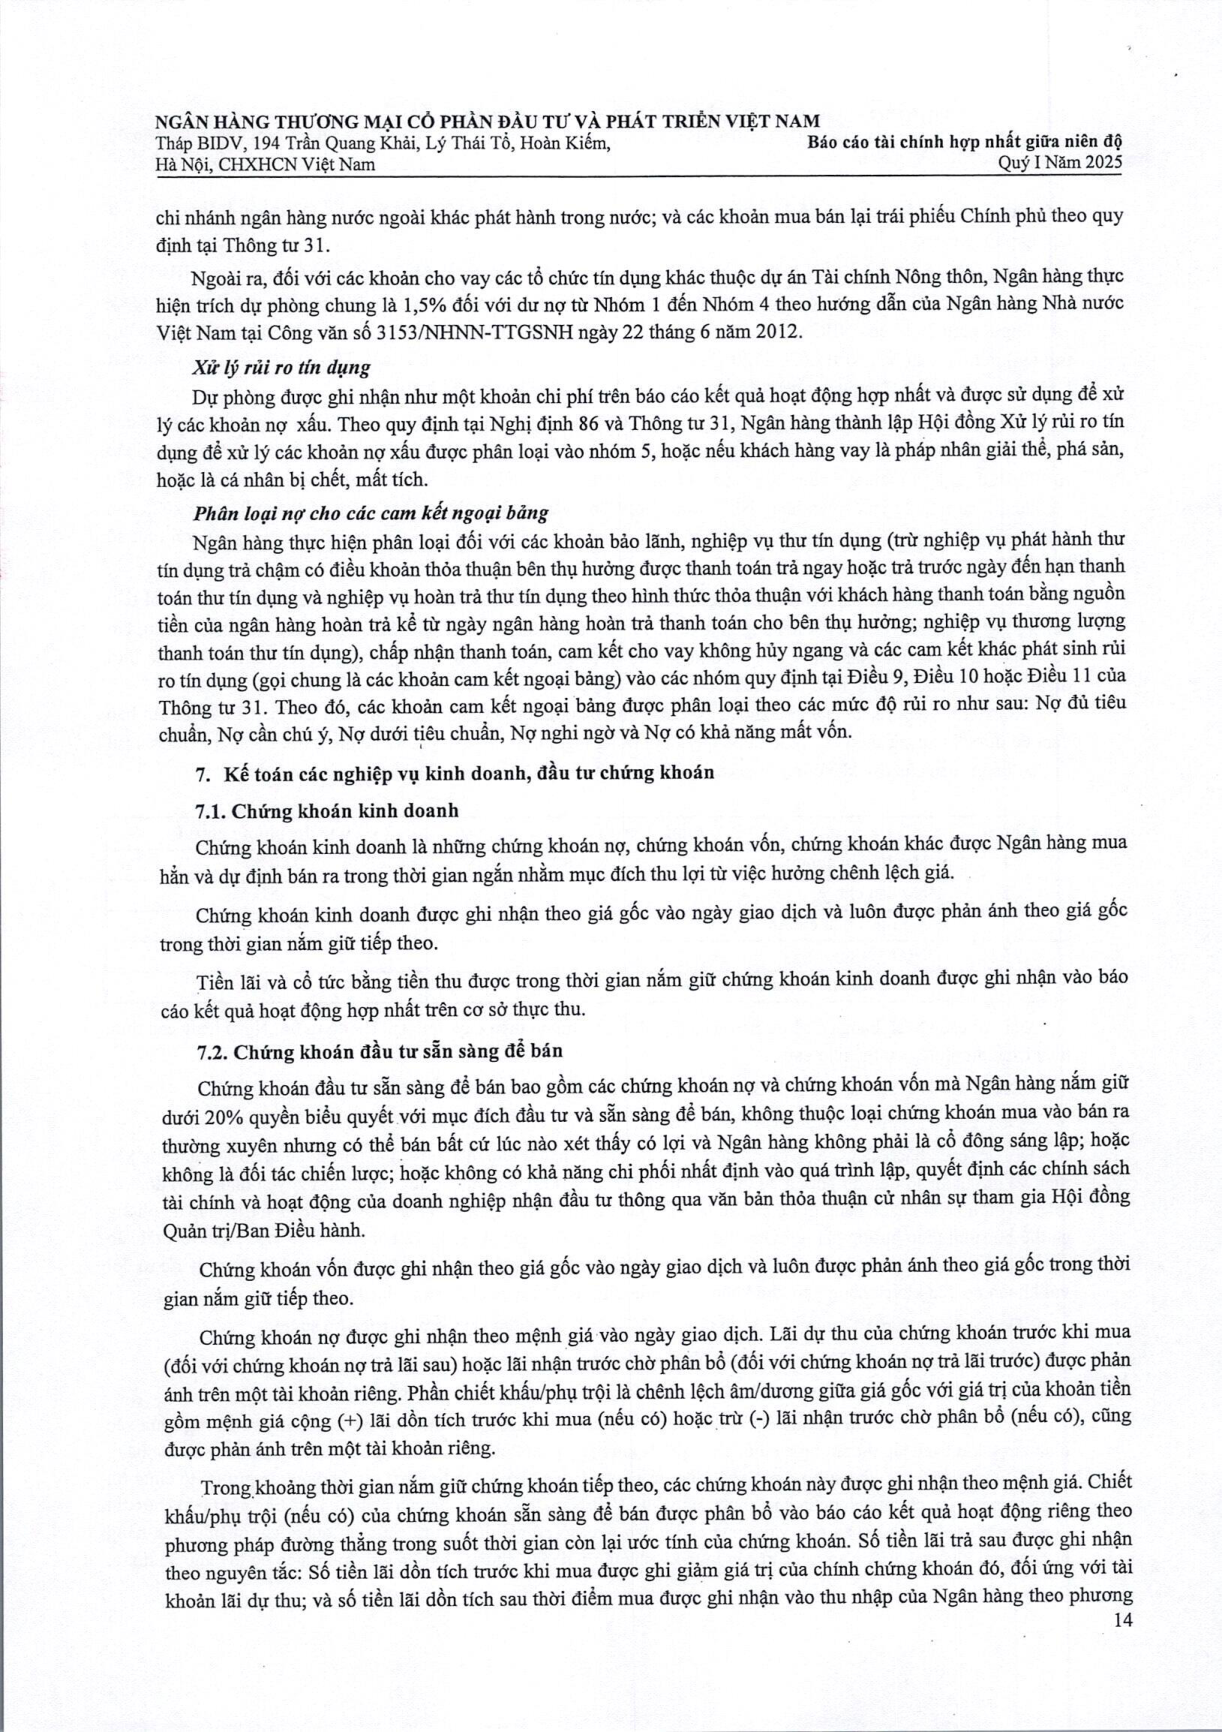 NGÂN HÀNG THƯƠNG MẠI CỔ PHẦN ĐẦU TƯ VÀ PHÁT TRIỂN VIỆT NAM
Tháp BIDV, 194 Trần Quang Khải, Lý Thái Tổ, Hoàn Kiếm, Báo cáo tài chính hợp nhất giữa niên độ
Hà Nội, CHXHCN Việt Nam Quý I Năm 2025
chi nhánh ngân hàng nước ngoài khác phát hành trong nước; và các khoản mua bán lại trái phiếu Chính phủ theo quy
định tại Thông tư 31.
Ngoài ra, đối với các khoản cho vay các tổ chức tín dụng khác thuộc dự án Tài chính Nông thôn, Ngân hàng thực
hiện trích dự phòng chung là 1,5% đối với dư nợ từ Nhóm 1 đến Nhóm 4 theo hướng dẫn của Ngân hàng Nhà nước
Việt Nam tại Công văn số 3153/NHNN-TTGSNH ngày 22 tháng 6 năm 2012.
Xử lý rủi ro tín dụng
Dự phòng được ghi nhận như một khoản chi phí trên báo cáo kết quả hoạt động hợp nhất và được sử dụng để xử
lý các khoản nợ xấu. Theo quy định tại Nghị định 86 và Thông tư 31, Ngân hàng thành lập Hội đồng Xử lý rủi ro tín
dụng để xử lý các khoản nợ xấu được phân loại vào nhóm 5, hoặc nếu khách hàng vay là pháp nhân giải thể, phá sản,
hoặc là cá nhân bị chết, mất tích.
Phân loại nợ cho các cam kết ngoại bảng
Ngân hàng thực hiện phân loại đối với các khoản bảo lãnh, nghiệp vụ thư tín dụng (trừ nghiệp vụ phát hành thư
tín dụng trả chậm có điều khoản thỏa thuận bên thụ hưởng được thanh toán trả ngay hoặc trả trước ngày đến hạn thanh
toán thư tín dụng và nghiệp vụ hoàn trả thư tín dụng theo hình thức thỏa thuận với khách hàng thanh toán bằng nguồn
tiền của ngân hàng hoàn trả kể từ ngày ngân hàng hoàn trả thanh toán cho bên thụ hưởng; nghiệp vụ thương lượng
thanh toán thư tín dụng), chấp nhận thanh toán, cam kết cho vay không hủy ngang và các cam kết khác phát sinh rủi
ro tín dụng (gọi chung là các khoản cam kết ngoại bảng) vào các nhóm quy định tại Điều 9, Điều 10 hoặc Điều 11 của
Thông tư 31. Theo đó, các khoản cam kết ngoại bảng được phân loại theo các mức độ rủi ro như sau: Nợ đủ tiêu
chuẩn, Nợ cần chú ý, Nợ dưới tiêu chuẩn, Nợ nghi ngờ và Nợ có khả năng mất vốn.
7. Kế toán các nghiệp vụ kinh doanh, đầu tư chứng khoán
7.1. Chứng khoán kinh doanh
Chứng khoán kinh doanh là những chứng khoán nợ, chứng khoán vốn, chứng khoán khác được Ngân hàng mua
hẳn và dự định bán ra trong thời gian ngắn nhằm mục đích thu lợi từ việc hưởng chênh lệch giá.
Chứng khoán kinh doanh được ghi nhận theo giá gốc vào ngày giao dịch và luôn được phản ánh theo giá gốc
trong thời gian nắm giữ tiếp theo.
Tiền lãi và cổ tức bằng tiền thu được trong thời gian nắm giữ chứng khoán kinh doanh được ghi nhận vào báo
cáo kết quả hoạt động hợp nhất trên cơ sở thực thu.
7.2. Chứng khoán đầu tư sẵn sàng để bán
Chứng khoán đầu tư sẵn sàng để bán bao gồm các chứng khoán nợ và chứng khoán vốn mà Ngân hàng nắm giữ
dưới 20% quyền biểu quyết với mục đích đầu tư và sẵn sàng để bán, không thuộc loại chứng khoán mua vào bán ra
thường xuyên nhưng có thể bán bất cứ lúc nào xét thấy có lợi và Ngân hàng không phải là cổ đông sáng lập; hoặc
không là đối tác chiến lược; hoặc không có khả năng chi phối nhất định vào quá trình lập, quyết định các chính sách
tài chính và hoạt động của doanh nghiệp nhận đầu tư thông qua văn bản thỏa thuận cử nhân sự tham gia Hội đồng
Quản trị/Ban Điều hành.
Chứng khoán vốn được ghi nhận theo giá gốc vào ngày giao dịch và luôn được phản ánh theo giá gốc trong thời
gian nắm giữ tiếp theo.
Chứng khoán nợ được ghi nhận theo mệnh giá vào ngày giao dịch. Lãi dự thu của chứng khoán trước khi mua
(đối với chứng khoán nợ trả lãi sau) hoặc lãi nhận trước chờ phân bổ (đối với chứng khoán nợ trả lãi trước) được phản
ánh trên một tài khoản riêng. Phần chiết khấu/phụ trội là chênh lệch âm/dương giữa giá gốc với giá trị của khoản tiền
gồm mệnh giá cộng (+) lãi dồn tích trước khi mua (nếu có) hoặc trừ (-) lãi nhận trước chờ phân bổ (nếu có), cũng
được phản ánh trên một tài khoản riêng.
Trong khoảng thời gian nắm giữ chứng khoán tiếp theo, các chứng khoán này được ghi nhận theo mệnh giá. Chiết
khấu/phụ trội (nếu có) của chứng khoán sẵn sàng để bán được phân bổ vào báo cáo kết quả hoạt động riêng theo
phương pháp đường thẳng trong suốt thời gian còn lại ước tính của chứng khoán. Số tiền lãi trả sau được ghi nhận
theo nguyên tắc: Số tiền lãi dồn tích trước khi mua được ghi giảm giá trị của chính chứng khoán đó, đối ứng với tài
khoản lãi dự thu; và số tiền lãi dồn tích sau thời điểm mua được ghi nhận vào thu nhập của Ngân hàng theo phương
14